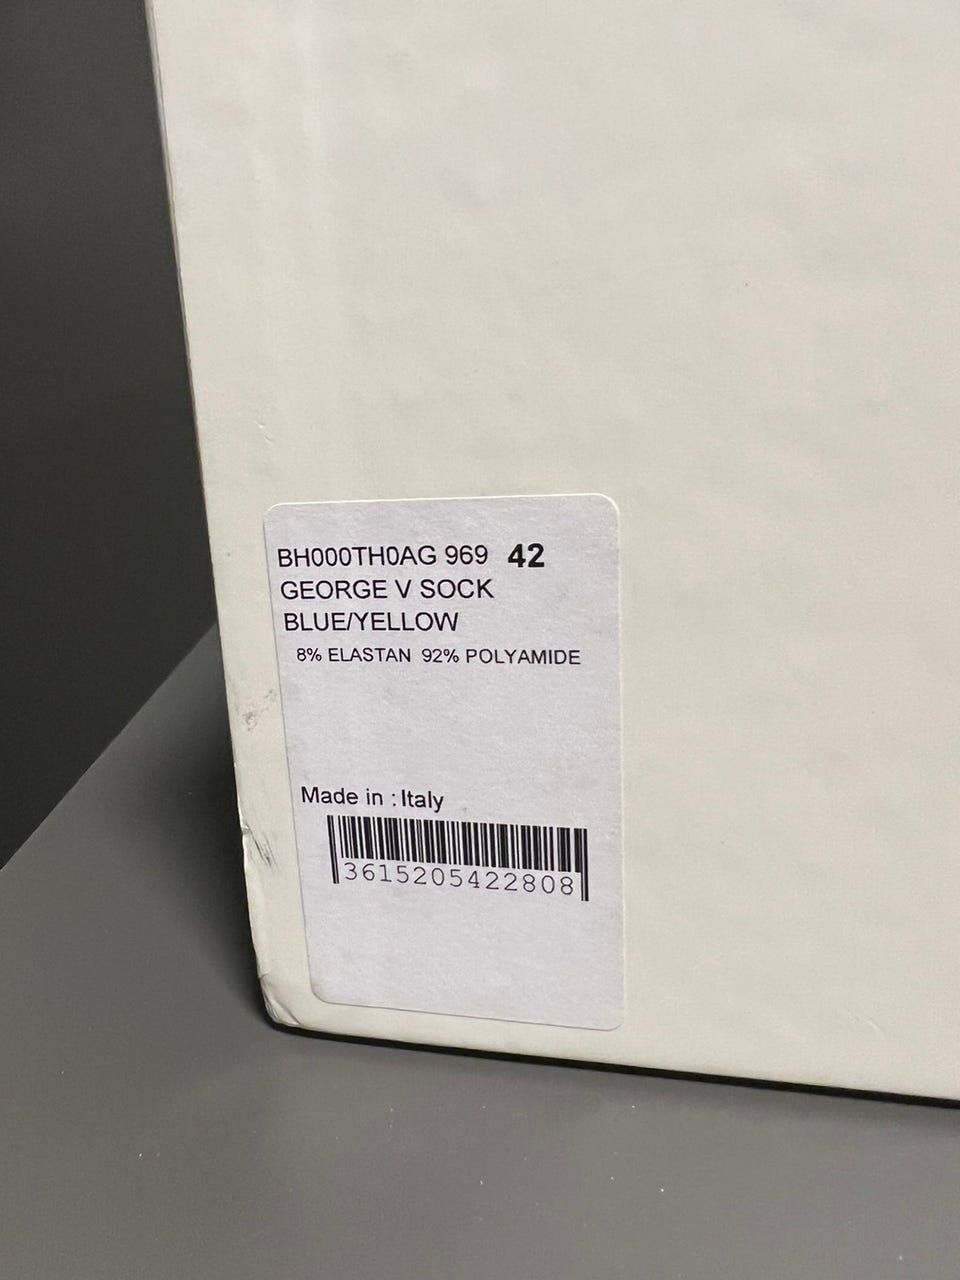 BH000TH0AG 969 42
GEORGE V SOCK
BLUE/YELLOW
8% ELASTAN 92% POLYAMIDE
Made in : Italy
3615205422808